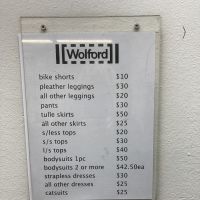 Wolford
bike shorts $10
pleather leggings $30
all other leggings $20
pants $30
tulle skirts $50
all other skirts $25
s/less tops $20
s/s tops $30
l/s tops $40
bodysuits 1pc $50
bodysuits 2 or more $42.50ea
strapless dresses $30
all other dresses $25
catsuits $25